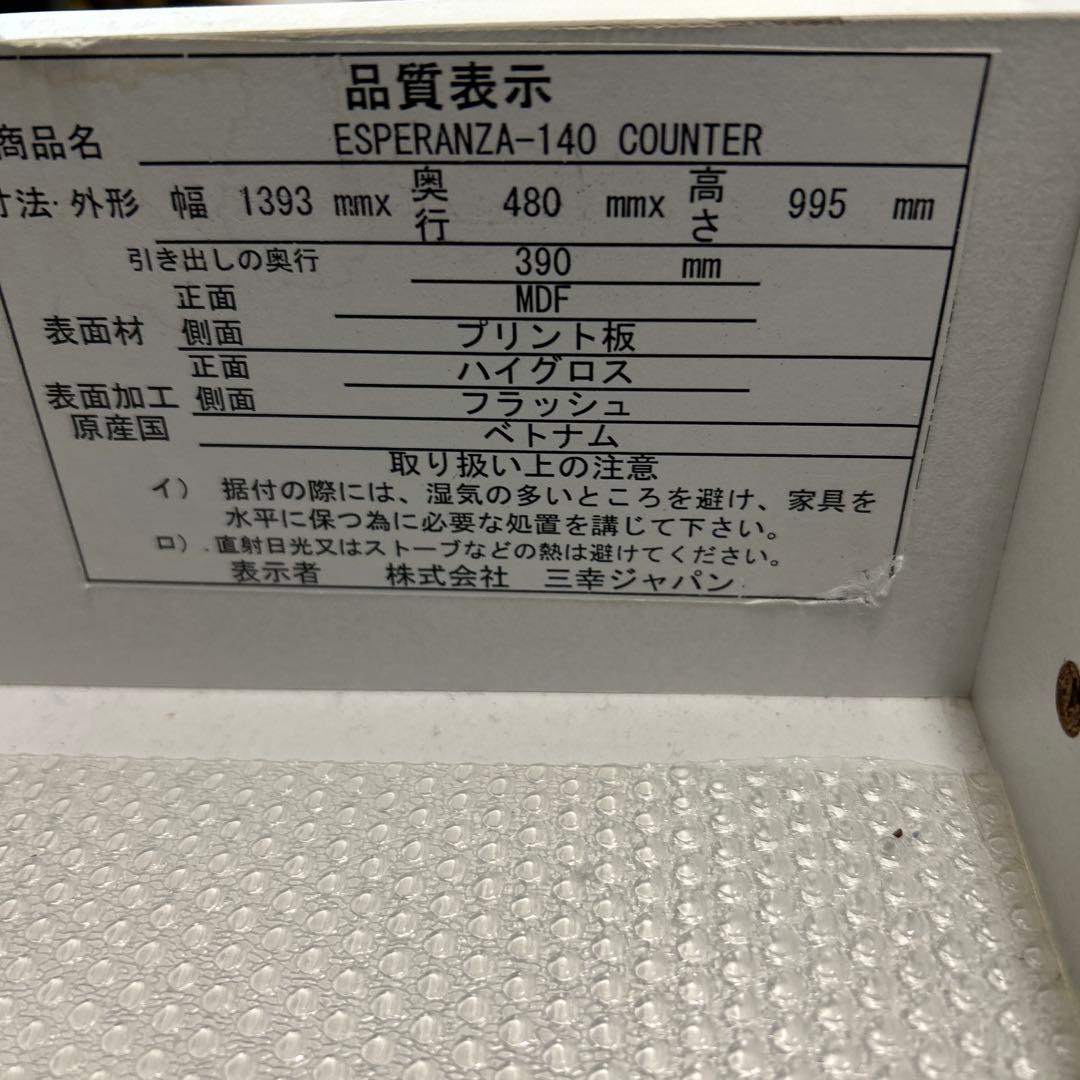 品質表示
商品名 ESPERANZA-140 COUNTER
寸法・外形 幅 1393 mmx 奥行 480 mmx 高さ 995 mm
引き出しの奥行 390 mm
正面 MDF
表面材 側面 プリント板
正面 ハイグロス
表面加工 側面 フラッシュ
原産国 ベトナム
取り扱い上の注意
イ） 据付の際には、湿気の多いところを避け、家具を
水平に保つ為に必要な処置を講じて下さい。
ロ）.直射日光又はストーブなどの熱は避けてください。
表示者 株式会社 三幸ジャパン